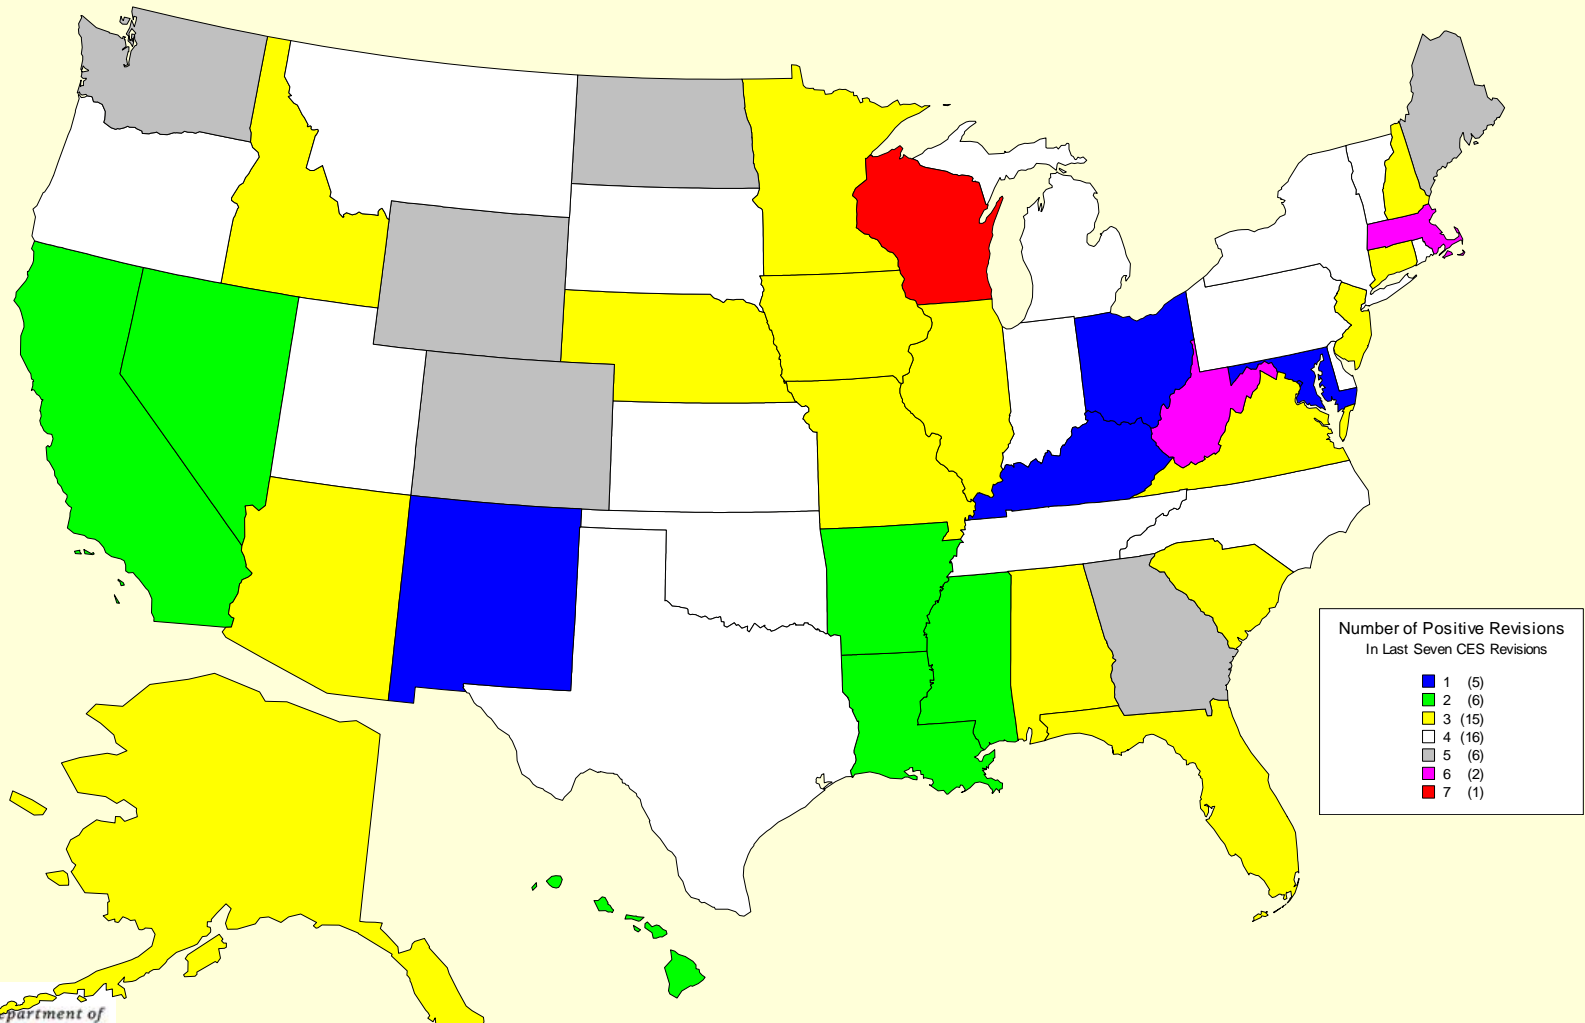 Number of Positive Revisions
In Last Seven CES Revisions
1 (5)
2 (6)
3 (15)
4 (16)
5 (6)
6 (2)
7 (1)
epartment of